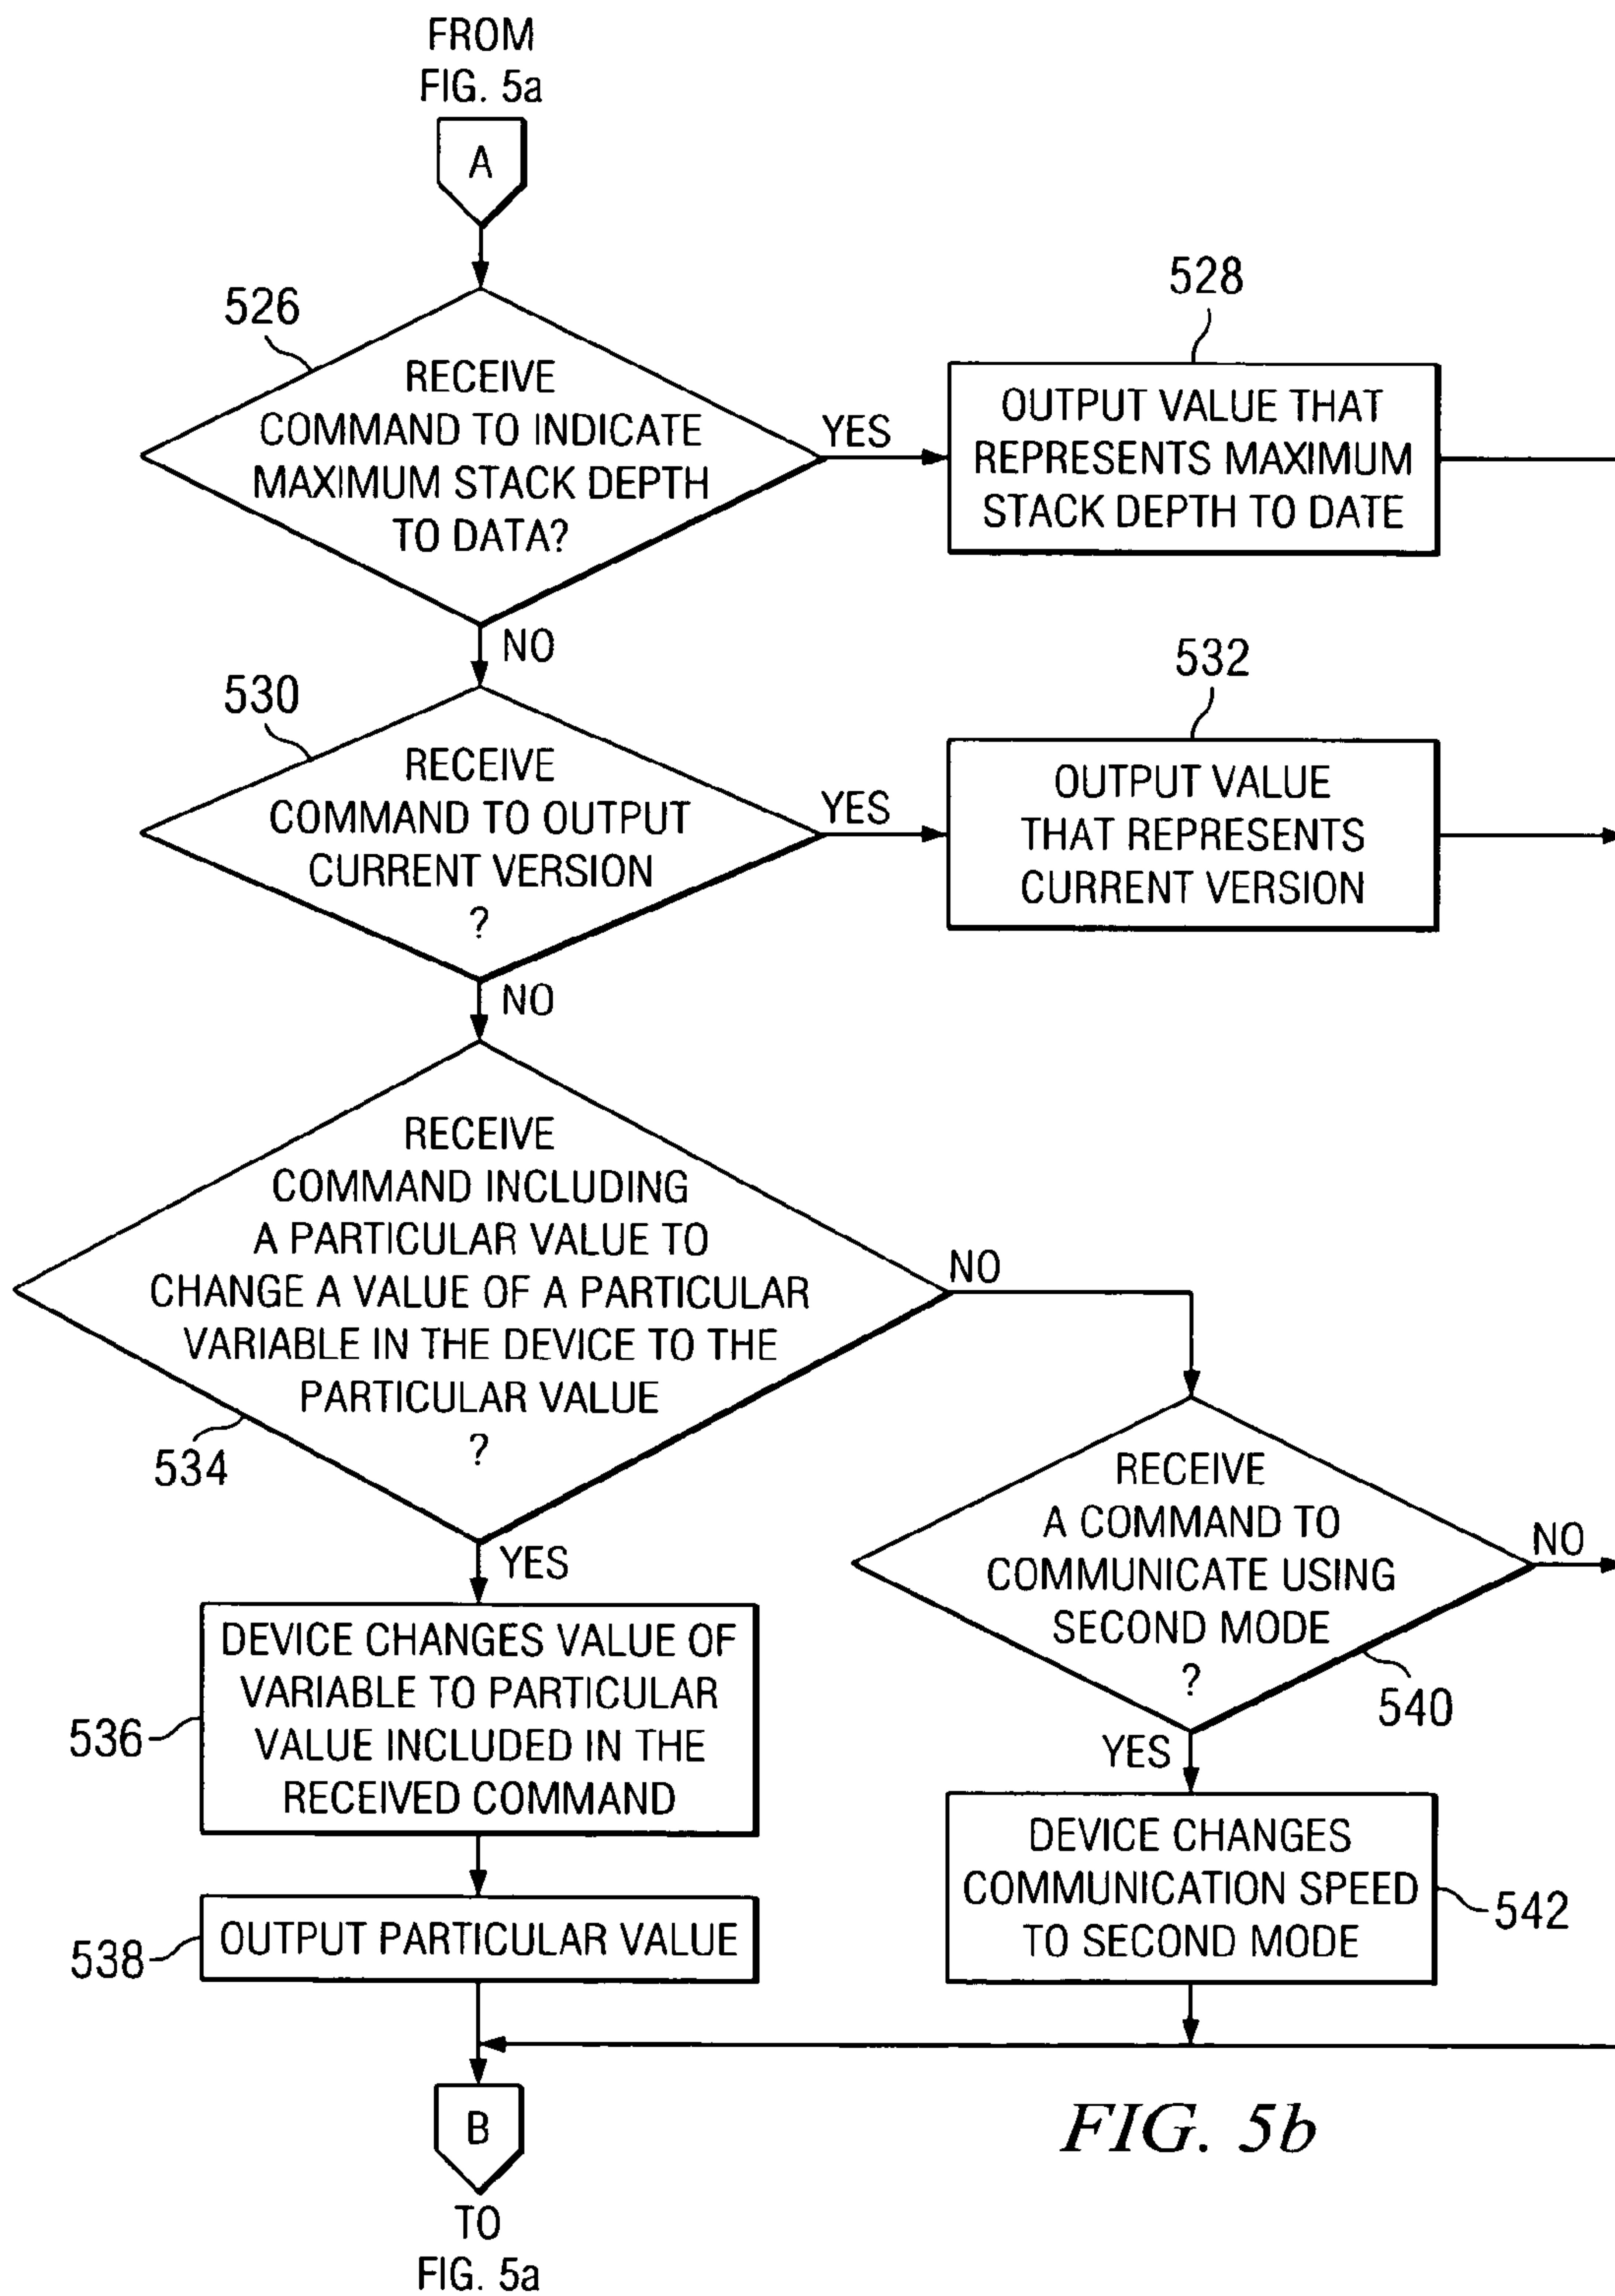 FROM
FIG. 5a
A
526
RECEIVE
COMMAND TO INDICATE
MAXIMUM STACK DEPTH
TO DATA?
YES
528
OUTPUT VALUE THAT
REPRESENTS MAXIMUM
STACK DEPTH TO DATE
NO
530
RECEIVE
COMMAND TO OUTPUT
CURRENT VERSION
?
YES
532
OUTPUT VALUE
THAT REPRESENTS
CURRENT VERSION
NO
RECEIVE
COMMAND INCLUDING
A PARTICULAR VALUE TO
CHANGE A VALUE OF A PARTICULAR
VARIABLE IN THE DEVICE TO THE
PARTICULAR VALUE
?
534
NO
YES
RECEIVE
A COMMAND TO
COMMUNICATE USING
SECOND MODE
?
540
NO
YES
DEVICE CHANGES VALUE OF
VARIABLE TO PARTICULAR
VALUE INCLUDED IN THE
RECEIVED COMMAND
536
OUTPUT PARTICULAR VALUE
538
DEVICE CHANGES
COMMUNICATION SPEED
TO SECOND MODE
542
B
TO
FIG. 5a
FIG. 5b